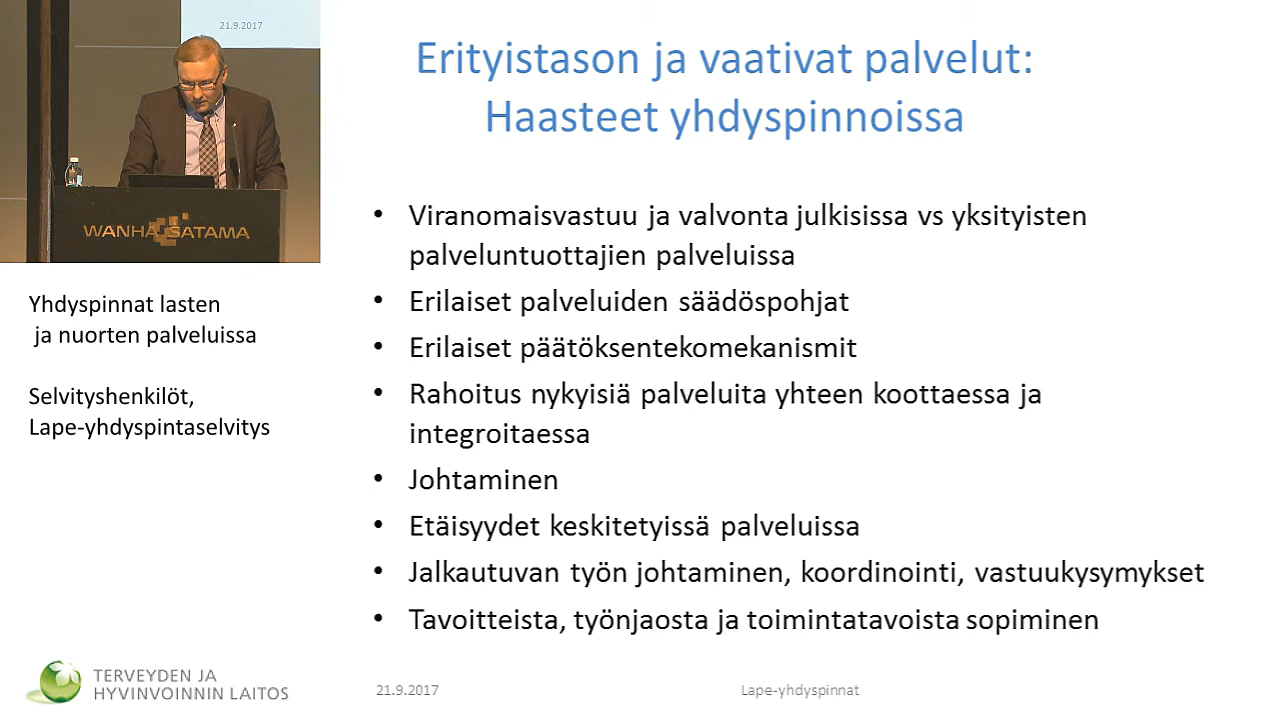 21.9.2017
WANHA SATAMA
Yhdyspinnat lasten
ja nuorten palveluissa
Selvityshenkilöt,
Lape-yhdyspintaselvitys
Erityistason ja vaativat palvelut:
Haasteet yhdyspinnoissa
• Viranomaisvastuu ja valvonta julkisissa vs yksityisten
palveluntuottajien palveluissa
• Erilaiset palveluiden säädöspohjat
• Erilaiset päätöksentekomekanismit
• Rahoitus nykyisiä palveluita yhteen koottaessa ja
integroitaessa
• Johtaminen
• Etäisyydet keskitetyissä palveluissa
• Jalkautuvan työn johtaminen, koordinointi, vastuukysymykset
• Tavoitteista, työnjaosta ja toimintatavoista sopiminen
TERVEYDEN JA
HYVINVOINNIN LAITOS
21.9.2017
Lape-yhdyspinnat